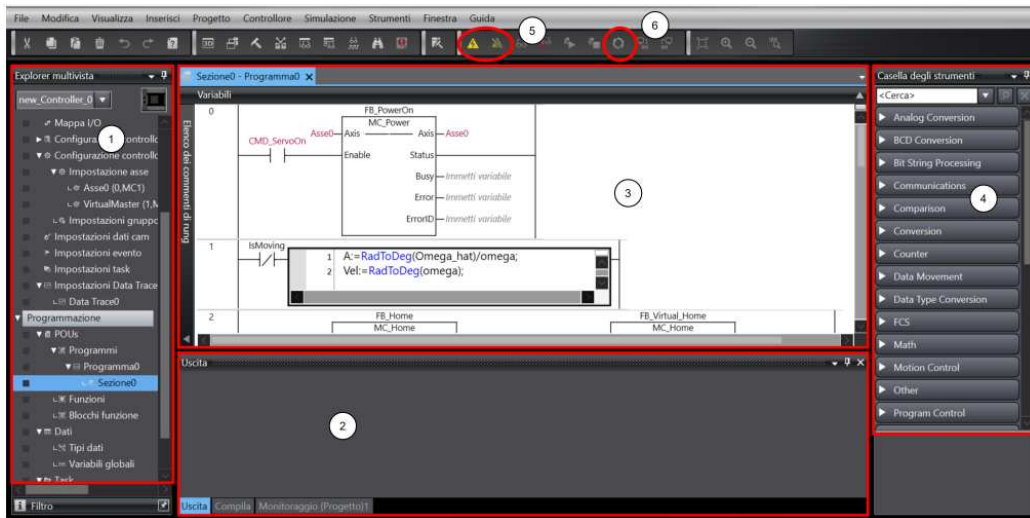 File Modifica Visualizza Inserisci Progetto Controllore Simulazione Strumenti Finestra Guida
5
6
3D
Explorer multivista
new_Controller_0
Mappa I/O
1
Configura ontrollo
Configurazione controllo
Impostazione asse
Asse0 (0,MC1)
VirtualMaster (1,M
Impostazioni gruppo
Impostazioni dati cam
Impostazioni evento
Impostazioni task
Impostazioni Data Trace
Data Trace0
Programmazione
POUs
Programmi
Programma0
Sezione0
Funzioni
Blocchi funzione
Dati
Tipi dati
Variabili globali
Task
Filtro
Sezione0 - Programma0
Variabili
Elenco dei commenti di rung
0
FB_PowerOn
MC_Power
CMD_ServoOn
Asse0 Axis Axis Asse0
Enable Status
Busy Immetti variabile
Error Immetti variabile
ErrorID Immetti variabile
3
1
IsMoving
1 A:=RadToDeg(Omega_hat)/omega;
2 Vel:=RadToDeg(omega);
2
FB_Home
MC_Home
FB_Virtual_Home
MC_Home
Uscita
2
Uscita Compila Monitoraggio (Progetto)1
Casella degli strumenti
<Cerca>
Analog Conversion
BCD Conversion
Bit String Processing
Communications
4
Comparison
Conversion
Counter
Data Movement
Data Type Conversion
FCS
Math
Motion Control
Other
Program Control